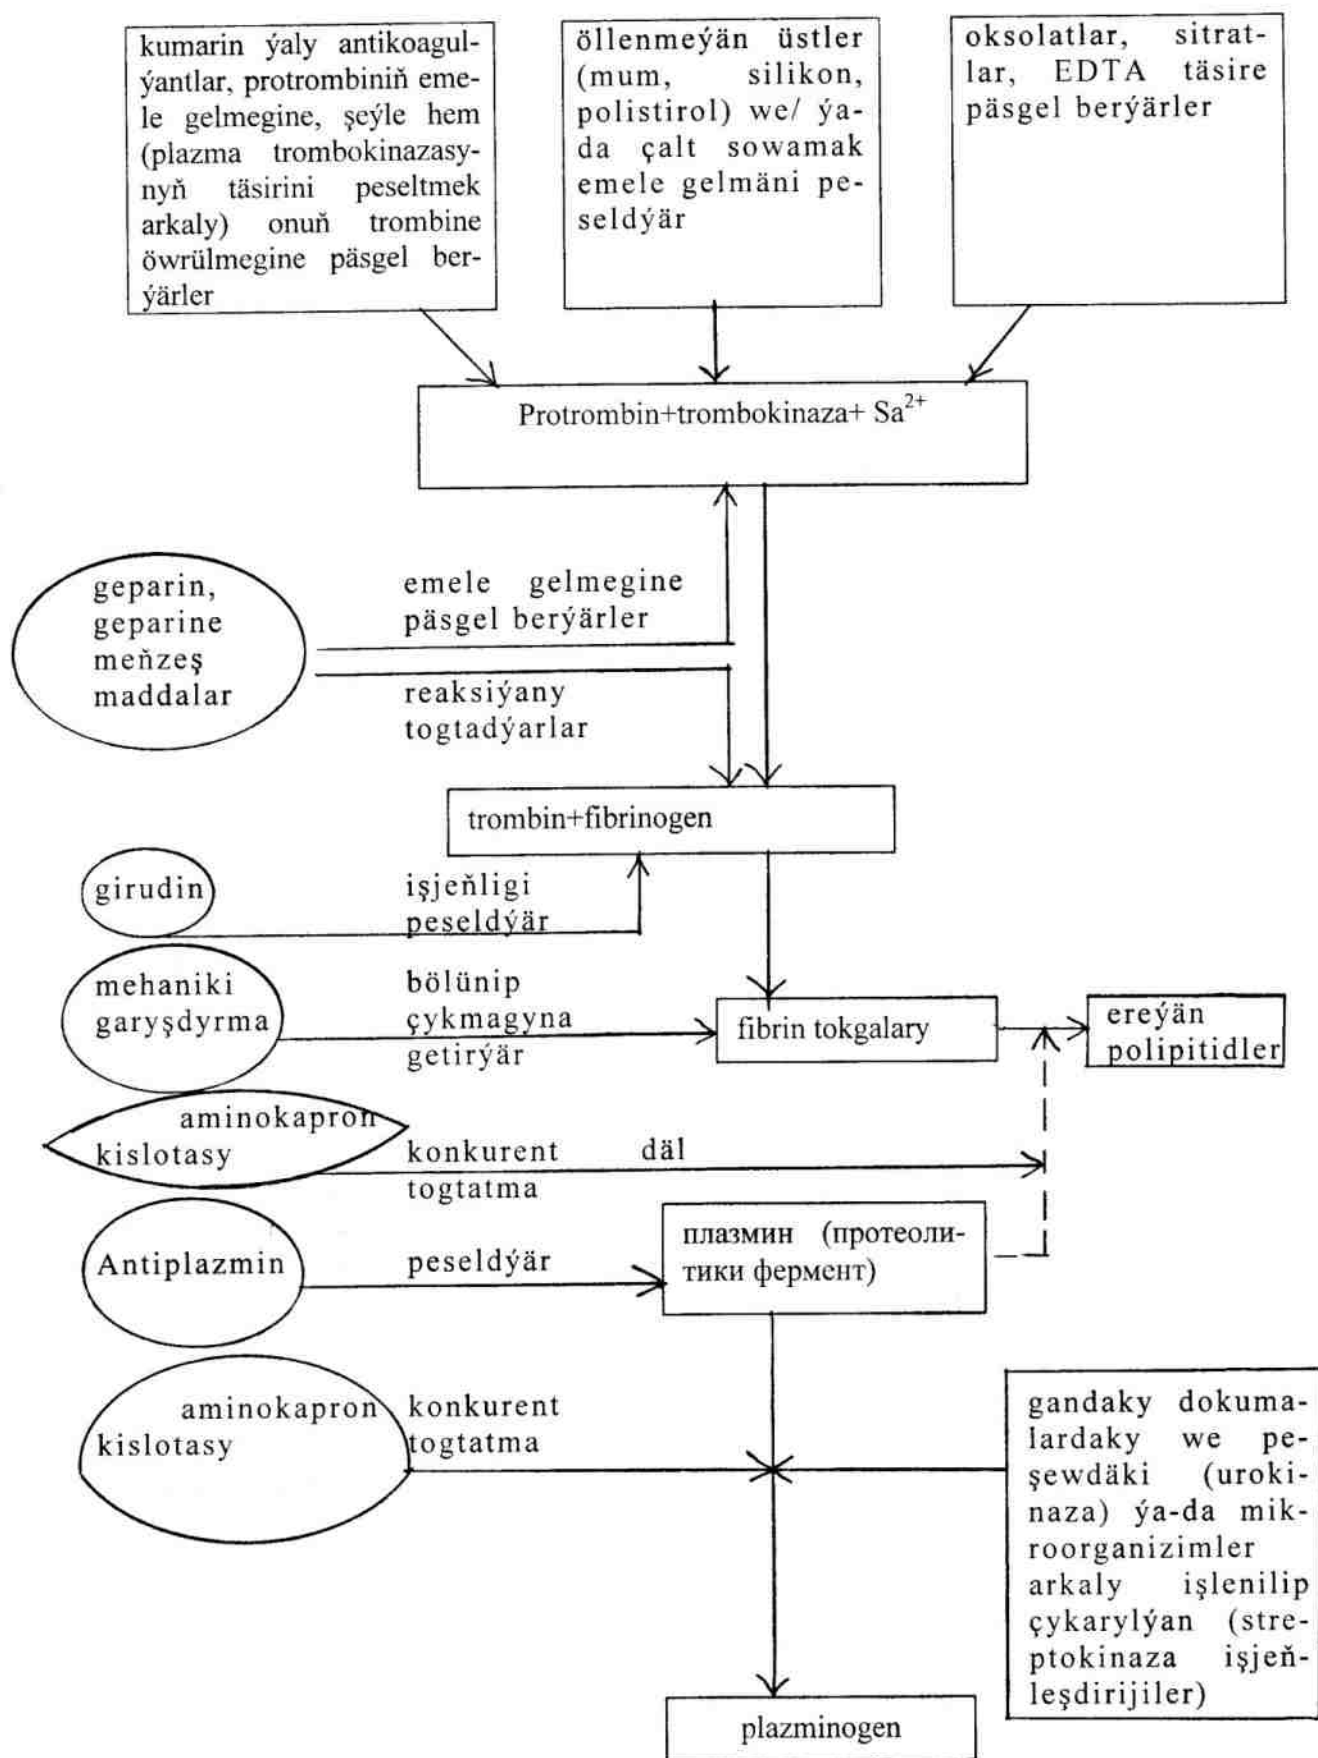 kumarin ýaly antikoagul-
ýantlar, protrombiniň eme-
le gelmegine, şeýle hem
(plazma trombokinazasy-
nyň täsirini peseltmek
arkaly) onuň trombine
öwrülmegine päsgel ber-
ýärler
öllenmeýän üstler
(mum, silikon,
polistirol) we/ ýa-
da çalt sowamak
emele gelmäni pe-
seldýär
oksolatlar, sitrat-
lar, EDTA täsire
päsgel berýärler
Protrombin+trombokinaza+ Sa²⁺
geparin,
geparine
meňzeş
maddalar
emele gelmegine
päsgel berýärler
reaksiýany
togtadýarlar
trombin+fibrinogen
girudin
işjeňligi
peseldýär
mehaniki
garyşdyrma
bölünip
çykmagyna
getirýär
fibrin tokgalary
ereýän
polipitidler
aminokapron
kislotasy
konkurent däl
togtatma
Antiplazmin
peseldýär
плазмин (протеоли-
тики фермент)
aminokapron
kislotasy
konkurent
togtatma
gandaky dokuma-
lardaky we pe-
şewdäki (uroki-
naza) ýa-da mik-
roorganizimler
arkaly işlenilip
çykarylýan (stre-
ptokinaza işjeň-
leşdirijiler)
plazminogen